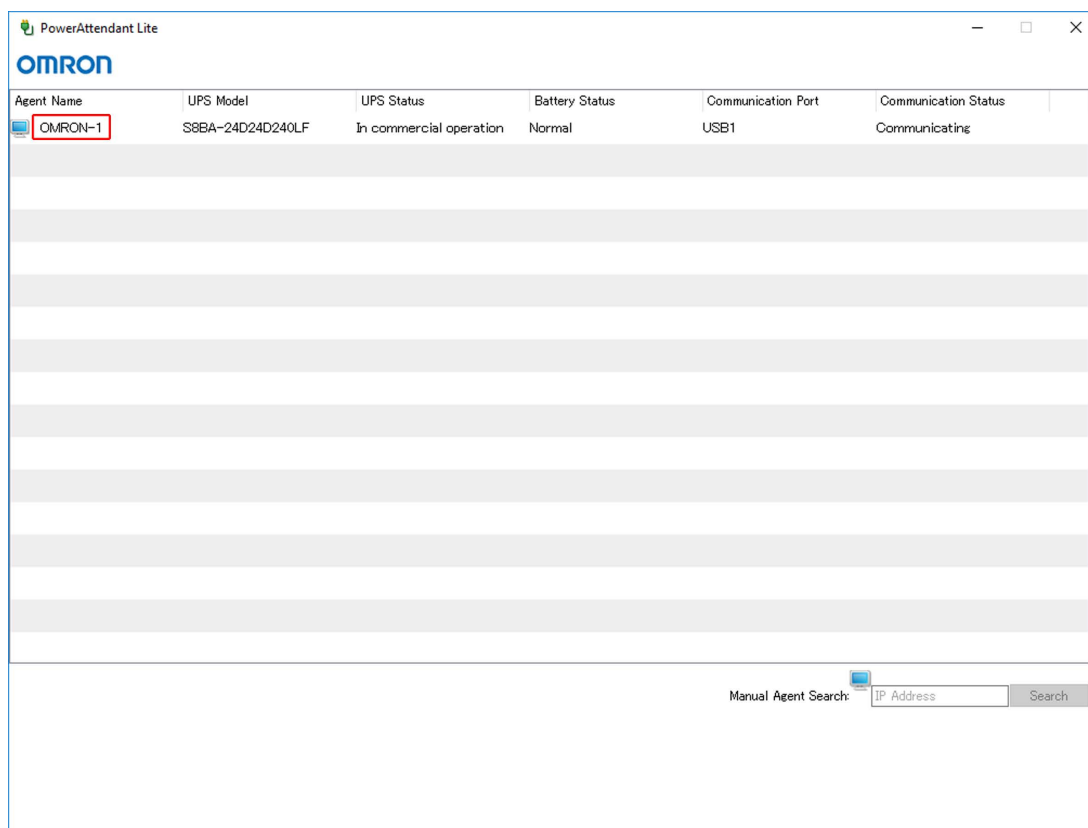 PowerAttendant Lite
OMRON
Agent Name UPS Model UPS Status Battery Status Communication Port Communication Status
OMRON-1 S8BA-24D24D240LF In commercial operation Normal USB1 Communicating
Manual Agent Search: IP Address Search